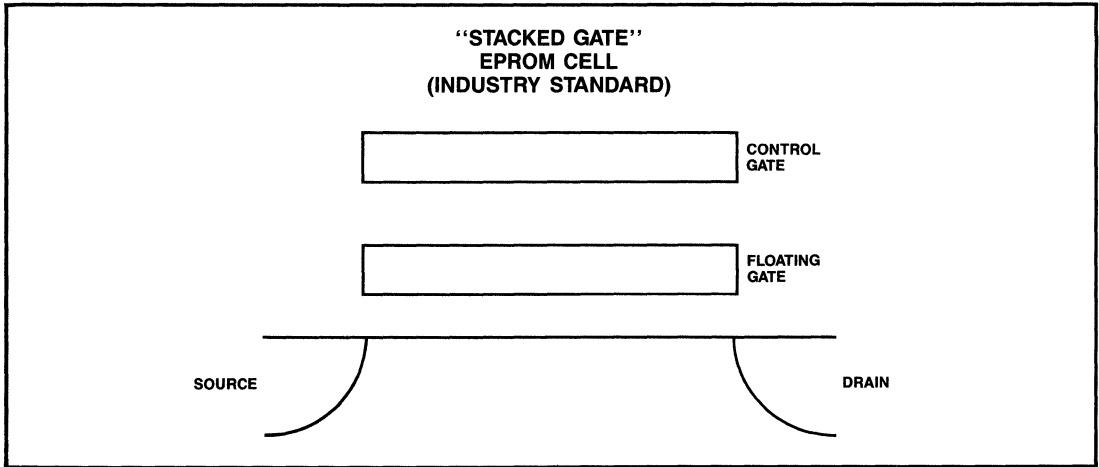 ‘‘STACKED GATE’’
EPROM CELL
(INDUSTRY STANDARD)
CONTROL
GATE
FLOATING
GATE
SOURCE
DRAIN